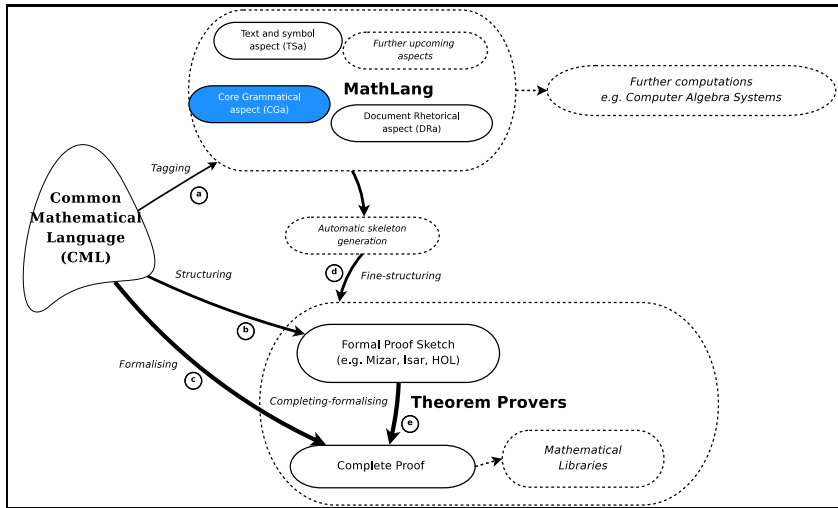 Text and symbol
aspect (TSa)
Further upcoming
aspects
MathLang
Core Grammatical
aspect (CGa)
Document Rhetorical
aspect (DRa)
Further computations
e.g. Computer Algebra Systems
Tagging
a
Common
Mathematical
Language
(CML)
Automatic skeleton
generation
Structuring
d
Fine-structuring
b
Formal Proof Sketch
(e.g. Mizar, Isar, HOL)
Formalising
c
Completing-formalising
Theorem Provers
e
Complete Proof
Mathematical
Libraries